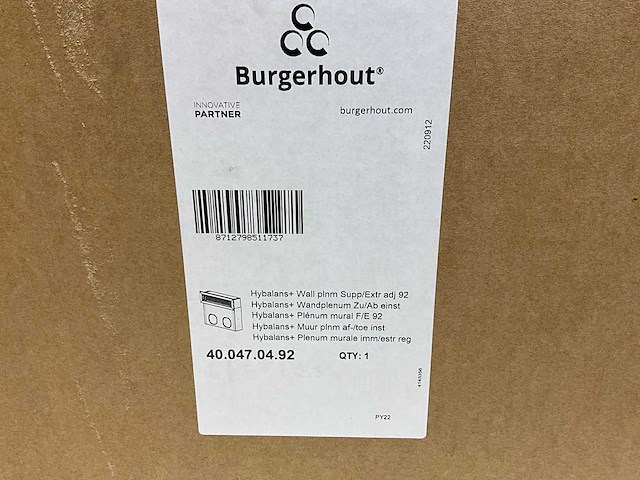 Burgerhout®
INNOVATIVE
PARTNER
burgerhout.com
220912
8712798511737
Hybalans+ Wall plnm Supp/Extr adj 92
Hybalans+ Wandplenum Zu/Ab einst
Hybalans+ Plénum mural F/E 92
Hybalans+ Muur plnm af-/toe inst
Hybalans+ Plenum murale imm/estr reg
40.047.04.92 QTY: 1
PY22